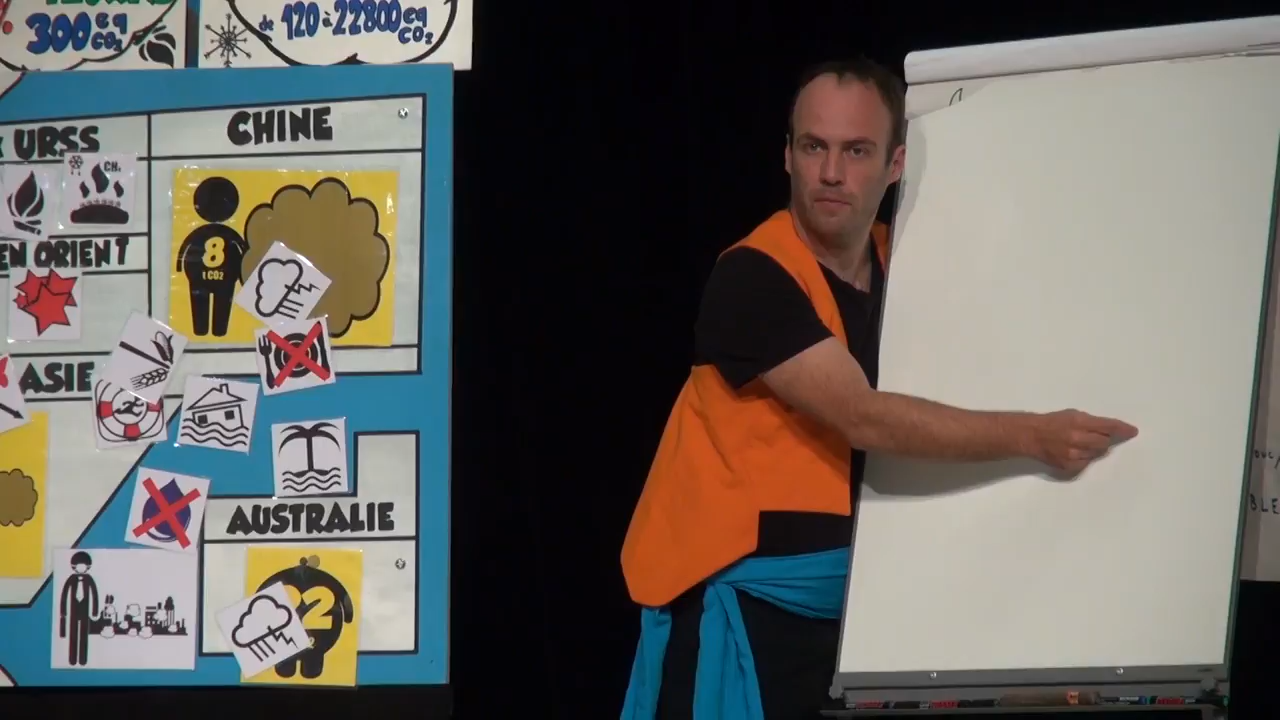 300 eq CO₂
de 120 à 22800 eq CO₂
URSS
CHINE
CH₄
EN ORIENT
8
t CO2
ASIE
AUSTRALIE
22